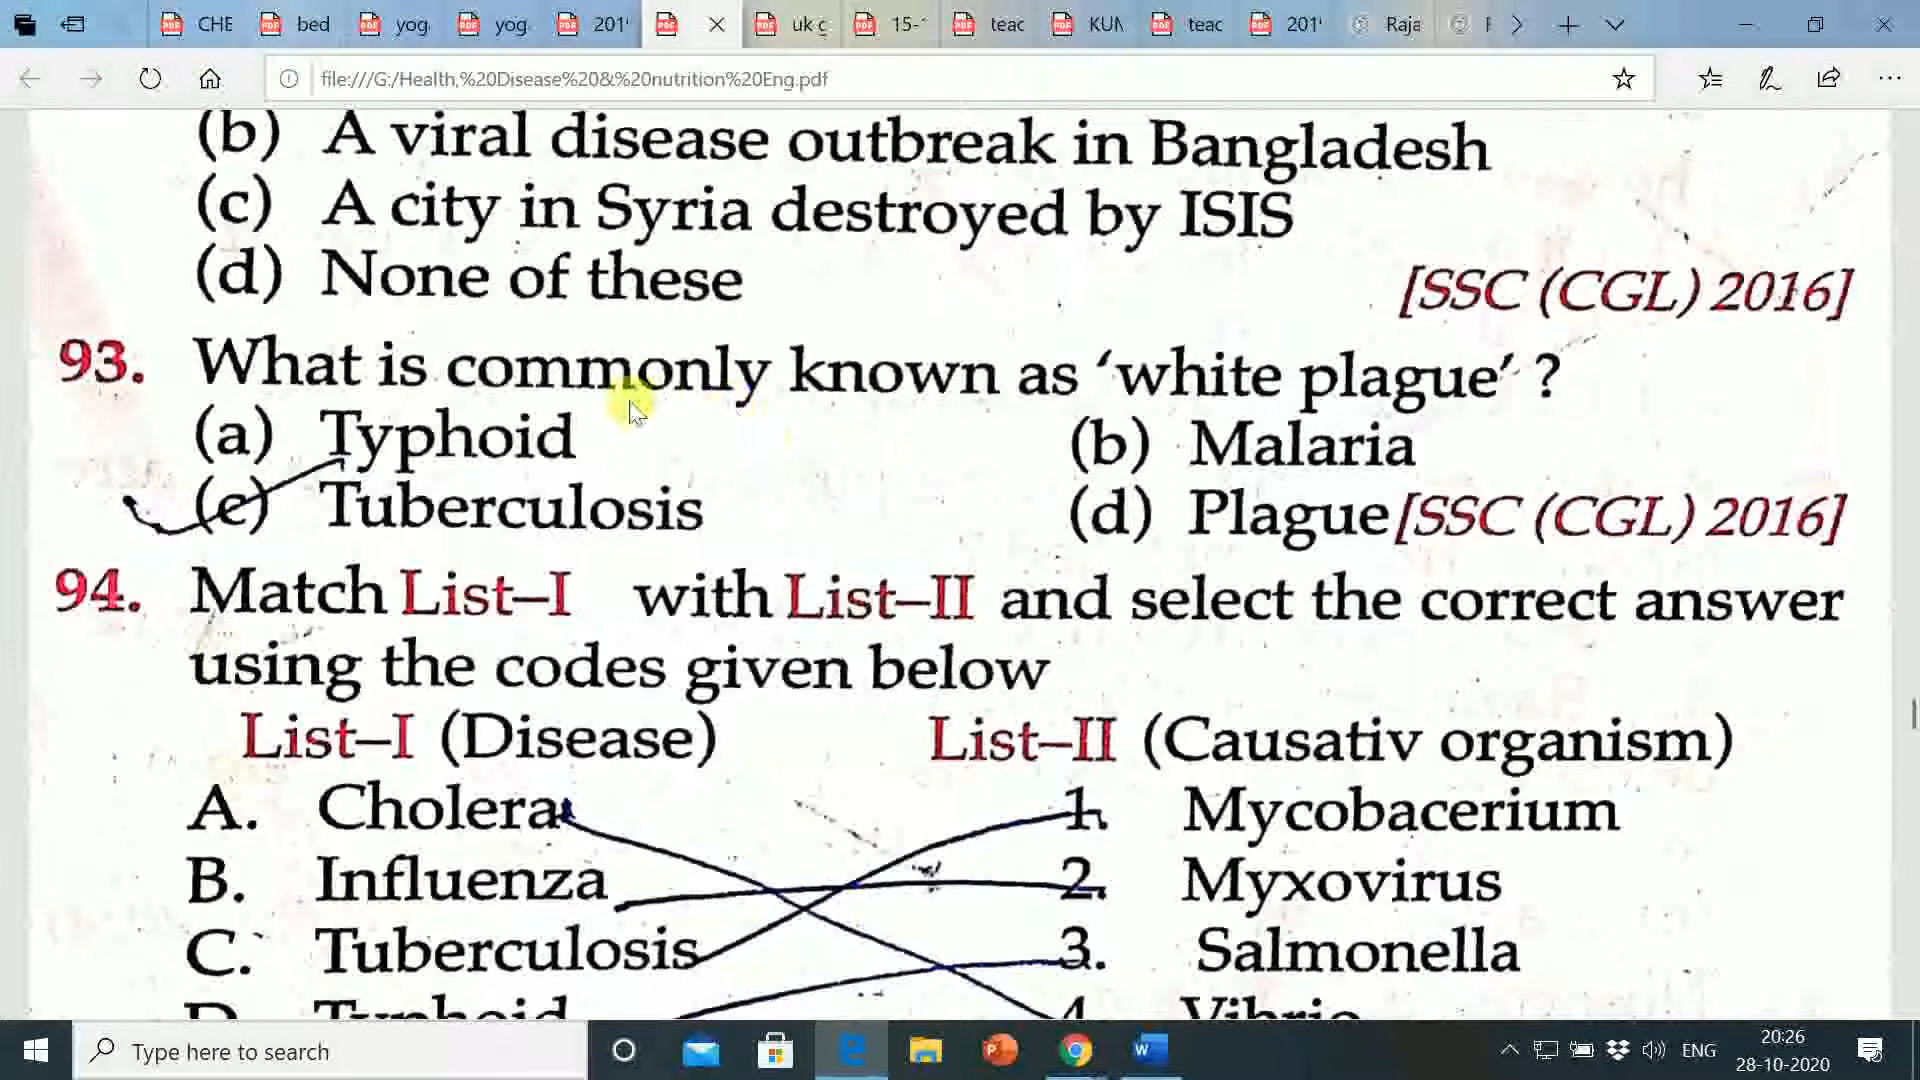 CHE bed yog yog 201' uk c 15- teac KUM teac 201' Raja
file:///G:/Health,%20Disease%20&%20nutrition%20Eng.pdf
(b) A viral disease outbreak in Bangladesh
(c) A city in Syria destroyed by ISIS
(d) None of these [SSC (CGL) 2016]
93. What is commonly known as ‘white plague’ ?
(a) Typhoid (b) Malaria
(c) Tuberculosis (d) Plague [SSC (CGL) 2016]
94. Match List–I with List–II and select the correct answer
using the codes given below
List–I (Disease) List–II (Causativ organism)
A. Cholera 1. Mycobacerium
B. Influenza 2. Myxovirus
C. Tuberculosis 3. Salmonella
D. Typhoid 4. Vibrio
Type here to search
ENG
20:26
28-10-2020